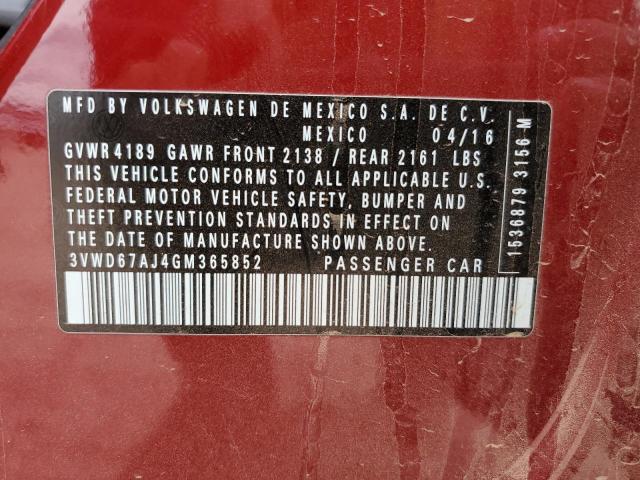 MFD BY VOLKSWAGEN DE MEXICO S.A. DE C.V.
MEXICO 04/16
GVWR 4189 GAWR FRONT 2138 / REAR 2161 LBS
THIS VEHICLE CONFORMS TO ALL APPLICABLE U.S.
FEDERAL MOTOR VEHICLE SAFETY, BUMPER AND
THEFT PREVENTION STANDARDS IN EFFECT ON
THE DATE OF MANUFACTURE SHOWN ABOVE.
3VWD67AJ4GM365852 PASSENGER CAR
1536879 3156 M